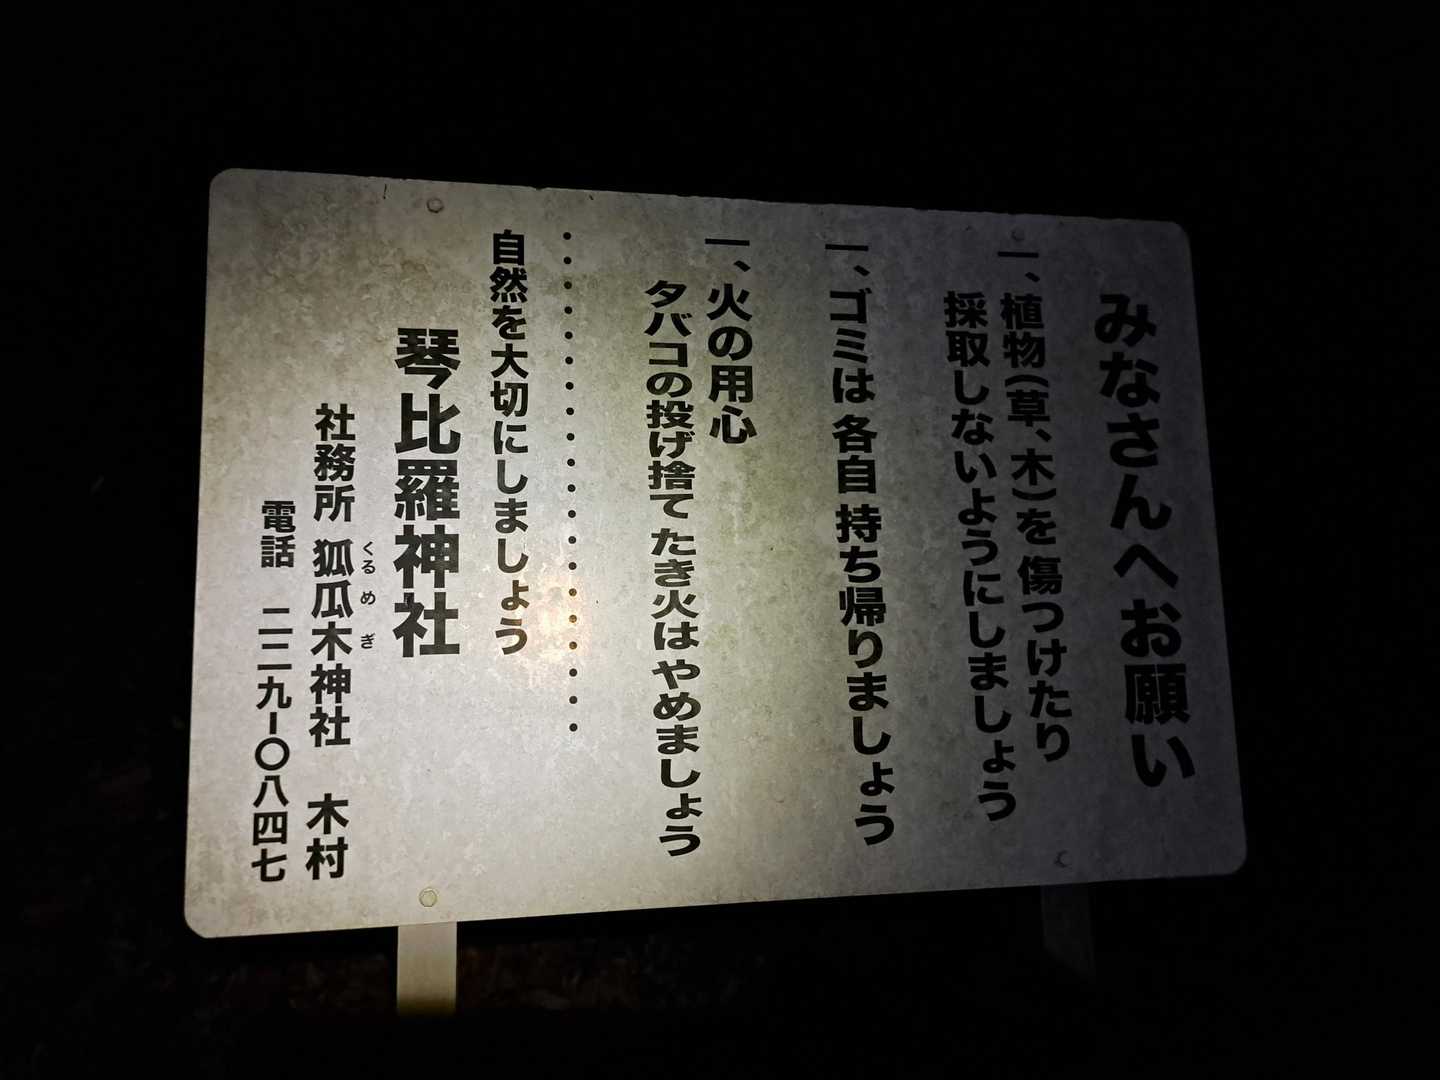 みなさんへお願い
一、植物(草、木)を傷つけたり
採取しないようにしましょう
一、ゴミは各自持ち帰りましょう
一、火の用心
タバコの投げ捨てたき火はやめましょう
・・・・・・・・・・・・・・・・・・・・
自然を大切にしましょう
琴比羅神社
社務所 狐瓜木神社 木村
くるめぎ
電話 二二九-〇八四七